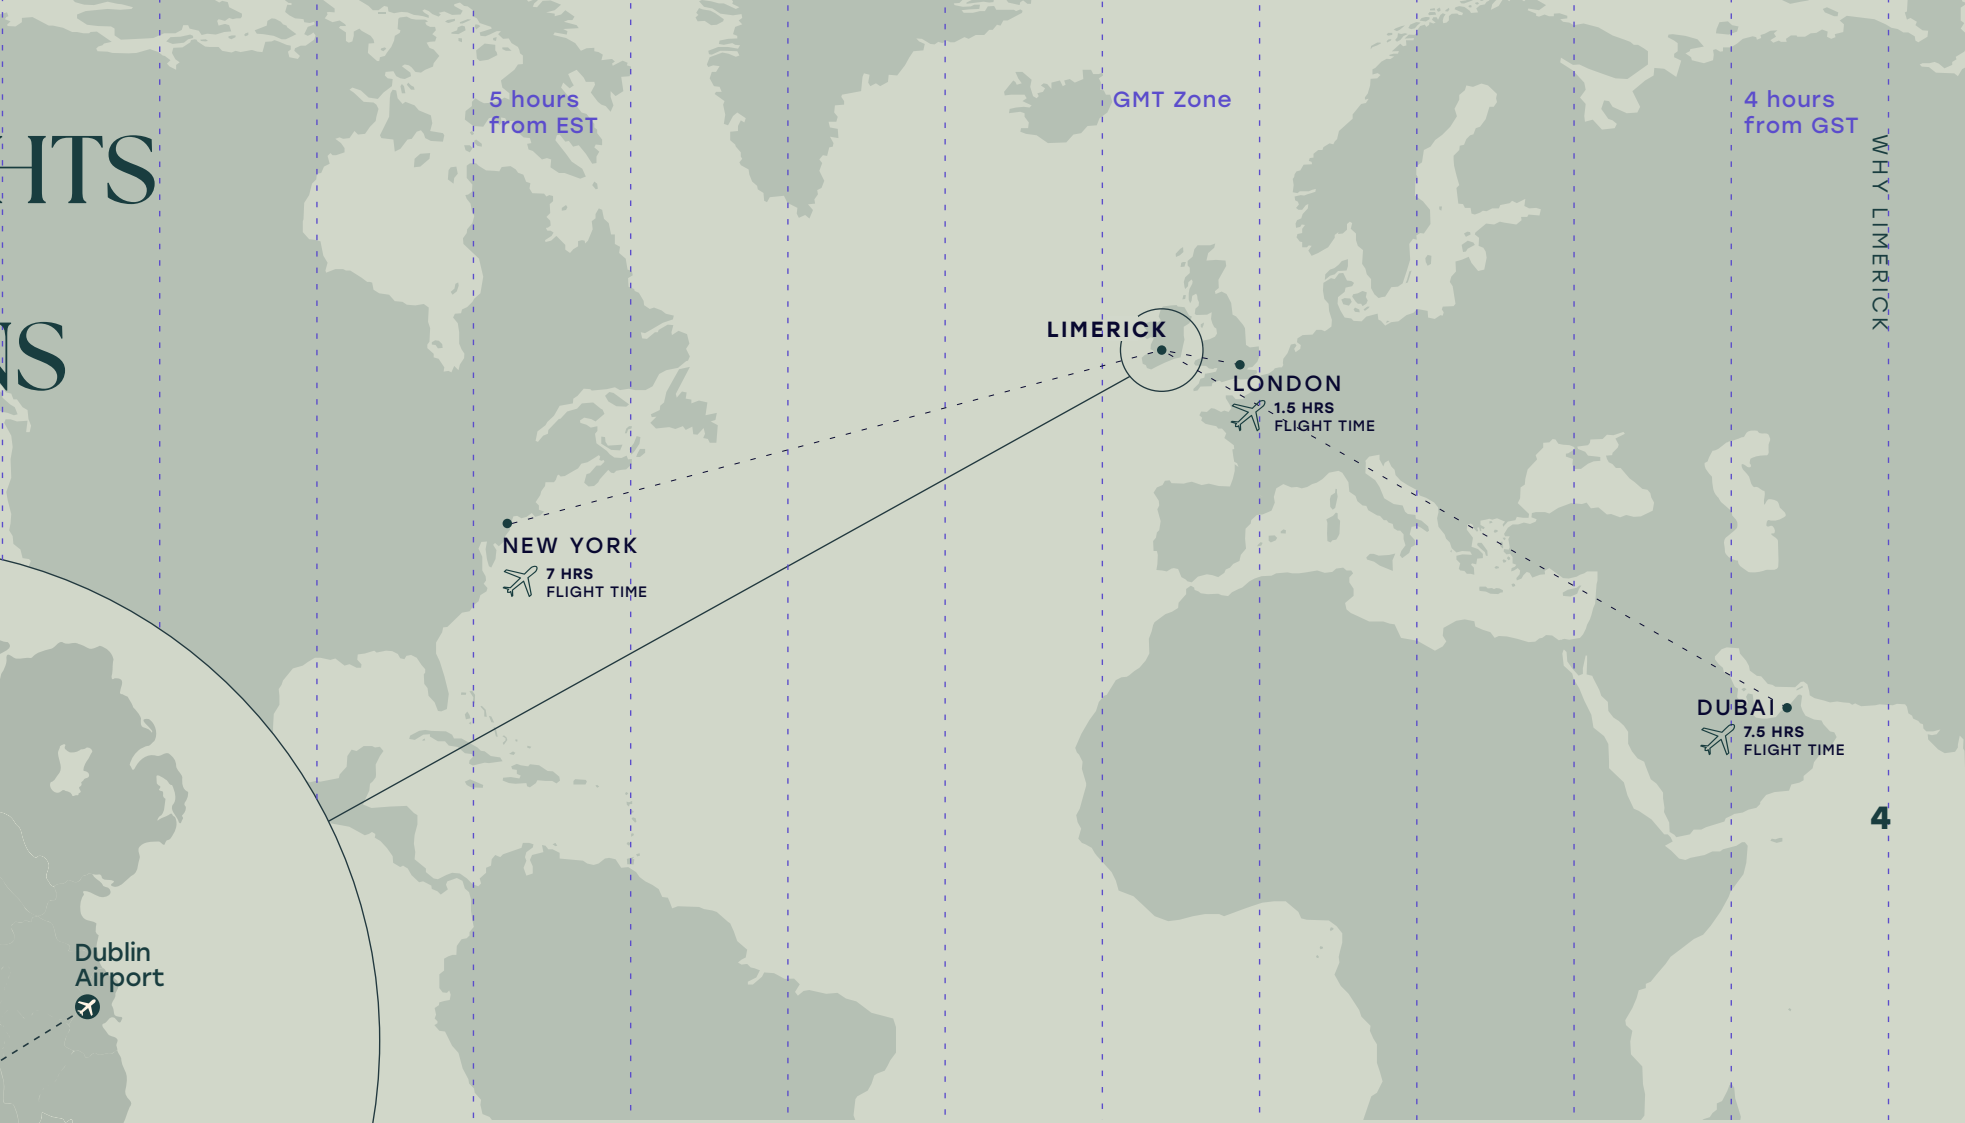 HTS
NS
5 hours
from EST
GMT Zone
4 hours
from GST
WHY LIMERICK
LIMERICK
LONDON
1.5 HRS
FLIGHT TIME
NEW YORK
7 HRS
FLIGHT TIME
DUBAI
7.5 HRS
FLIGHT TIME
4
Dublin
Airport